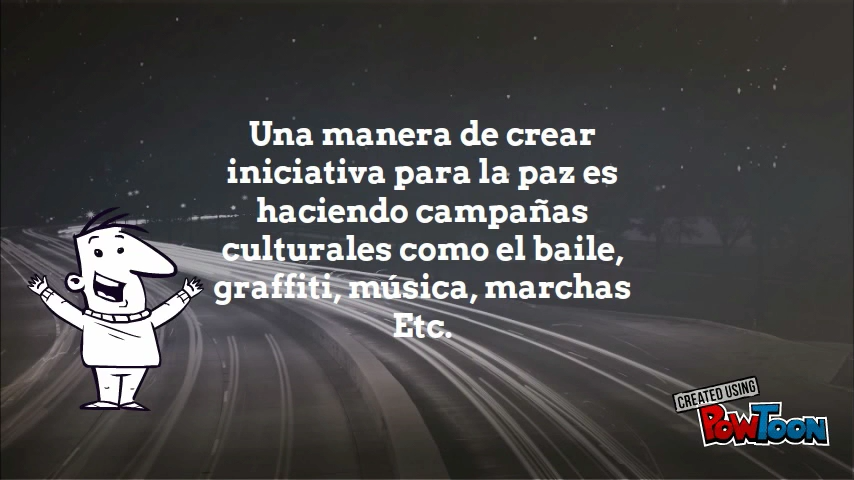 Una manera de crear
iniciativa para la paz es
haciendo campañas
culturales como el baile,
graffiti, música, marchas
Etc.
CREATED USING
POWTOON